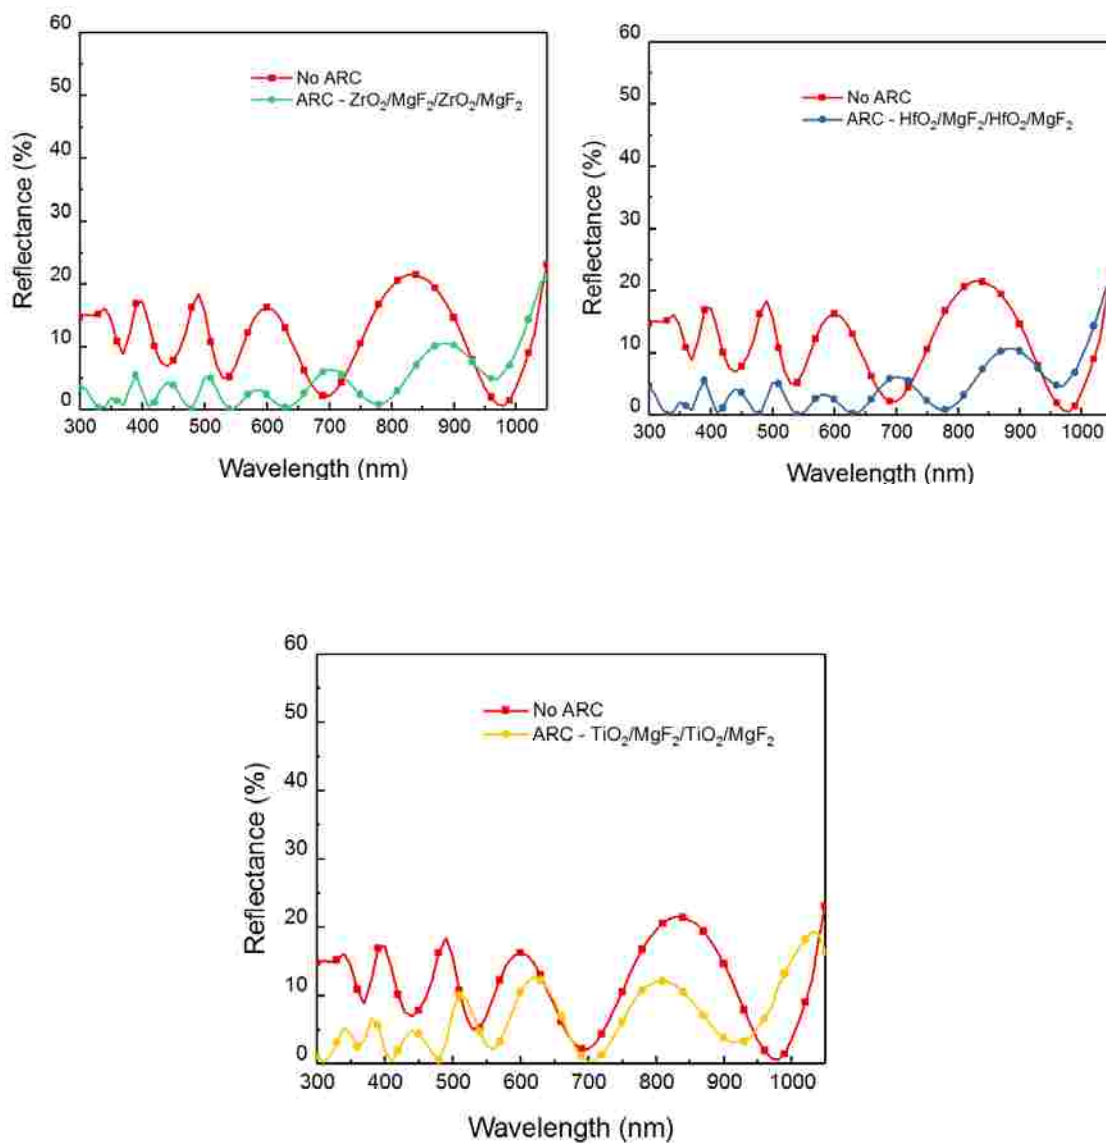 60
50
40
30
20
10
0
Reflectance (%)
No ARC
ARC - ZrO₂/MgF₂/ZrO₂/MgF₂
300 400 500 600 700 800 900 1000
Wavelength (nm)
60
50
40
30
20
10
0
Reflectance (%)
No ARC
ARC - HfO₂/MgF₂/HfO₂/MgF₂
300 400 500 600 700 800 900 1000
Wavelength (nm)
60
50
40
30
20
10
0
Reflectance (%)
No ARC
ARC - TiO₂/MgF₂/TiO₂/MgF₂
300 400 500 600 700 800 900 1000
Wavelength (nm)